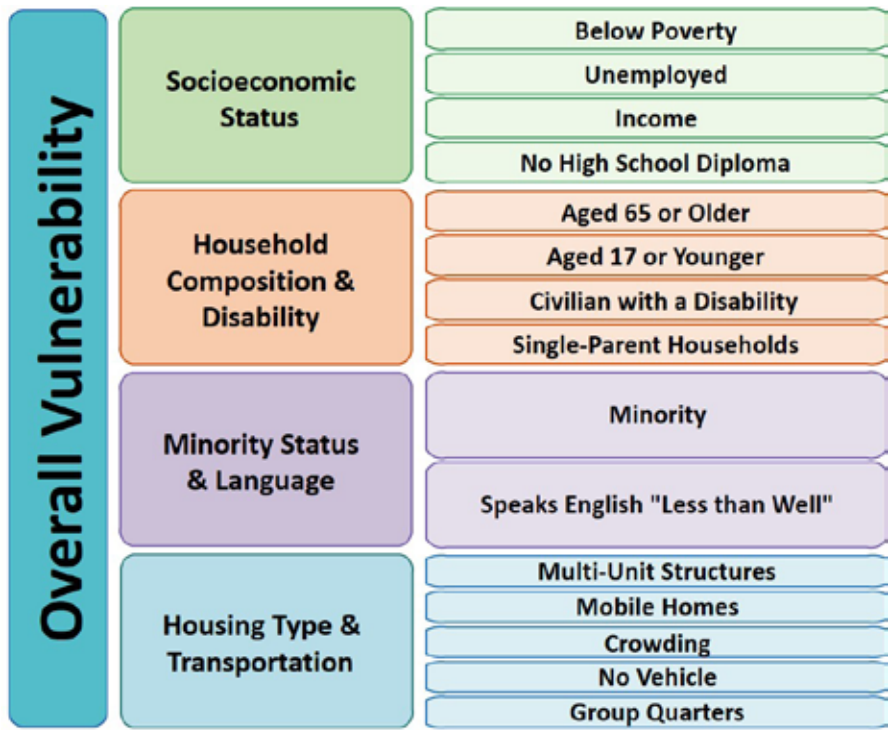 Overall Vulnerability
Socioeconomic
Status
Below Poverty
Unemployed
Income
No High School Diploma
Household
Composition &
Disability
Aged 65 or Older
Aged 17 or Younger
Civilian with a Disability
Single-Parent Households
Minority Status
& Language
Minority
Speaks English "Less than Well"
Housing Type &
Transportation
Multi-Unit Structures
Mobile Homes
Crowding
No Vehicle
Group Quarters